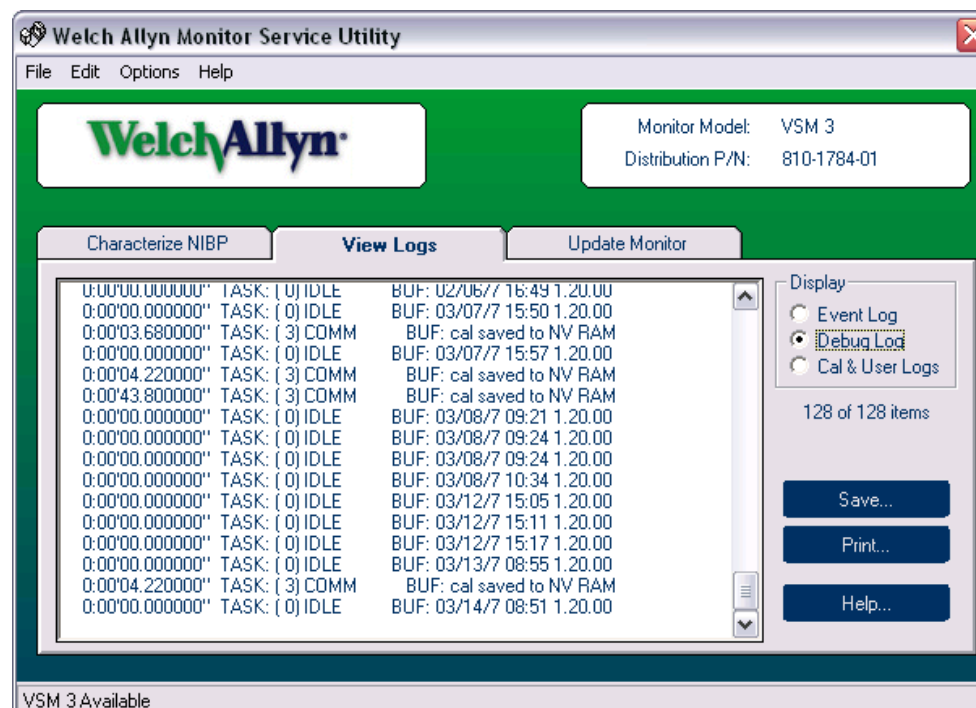 Welch Allyn Monitor Service Utility
File Edit Options Help
WelchAllyn
Monitor Model: VSM 3
Distribution P/N: 810-1784-01
Characterize NIBP
View Logs
Update Monitor
0:00'00.000000" TASK: ( 0) IDLE BUF: 02/06/7 16:49 1.20.00
0:00'00.000000" TASK: ( 0) IDLE BUF: 03/07/7 15:50 1.20.00
0:00'03.680000" TASK: ( 3) COMM BUF: cal saved to NV RAM
0:00'00.000000" TASK: ( 0) IDLE BUF: 03/07/7 15:57 1.20.00
0:00'04.220000" TASK: ( 3) COMM BUF: cal saved to NV RAM
0:00'43.800000" TASK: ( 3) COMM BUF: cal saved to NV RAM
0:00'00.000000" TASK: ( 0) IDLE BUF: 03/08/7 09:21 1.20.00
0:00'00.000000" TASK: ( 0) IDLE BUF: 03/08/7 09:24 1.20.00
0:00'00.000000" TASK: ( 0) IDLE BUF: 03/08/7 09:24 1.20.00
0:00'00.000000" TASK: ( 0) IDLE BUF: 03/08/7 10:34 1.20.00
0:00'00.000000" TASK: ( 0) IDLE BUF: 03/12/7 15:05 1.20.00
0:00'00.000000" TASK: ( 0) IDLE BUF: 03/12/7 15:11 1.20.00
0:00'00.000000" TASK: ( 0) IDLE BUF: 03/12/7 15:17 1.20.00
0:00'00.000000" TASK: ( 0) IDLE BUF: 03/13/7 08:55 1.20.00
0:00'04.220000" TASK: ( 3) COMM BUF: cal saved to NV RAM
0:00'00.000000" TASK: ( 0) IDLE BUF: 03/14/7 08:51 1.20.00
Display
Event Log
Debug Log
Cal & User Logs
128 of 128 items
Save...
Print...
Help...
VSM 3 Available